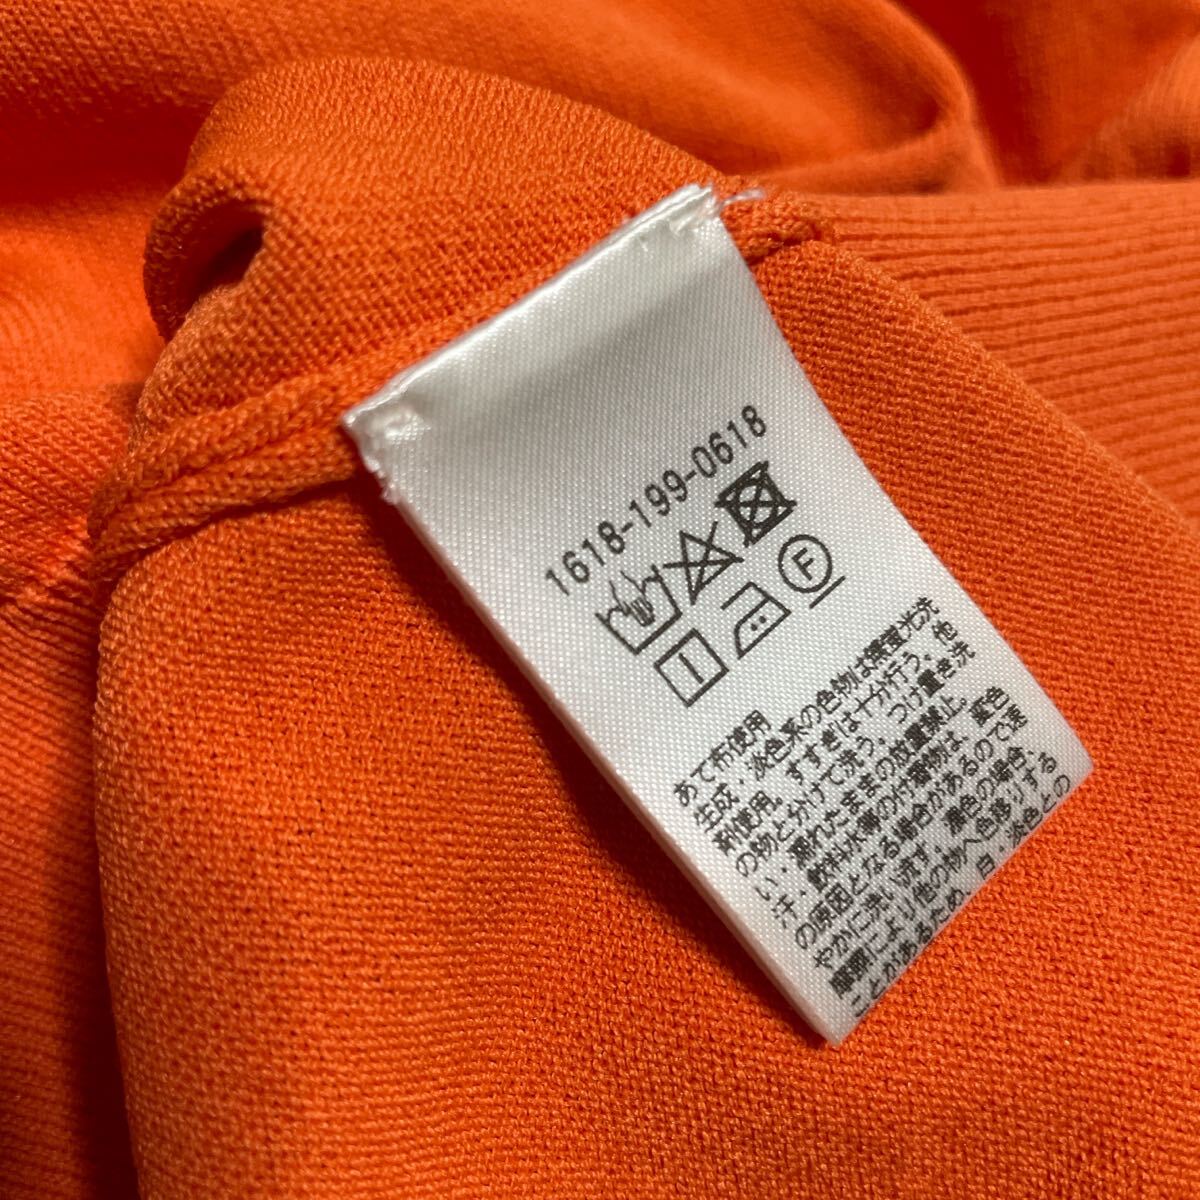 1618-199-0618
F
あて布使用
生成・淡色系の色物は無蛍光洗
剤使用。すすぎは十分行う。他
の物と分けて洗う。つけ置き洗
い・濡れたままの放置禁止。
汗・飲料水等の付着物は、変色
の原因となる場合があるので速
やかに洗い流す。濃色の場合、
摩擦により他の物へ色移りする
ことがあるため、白・淡色との